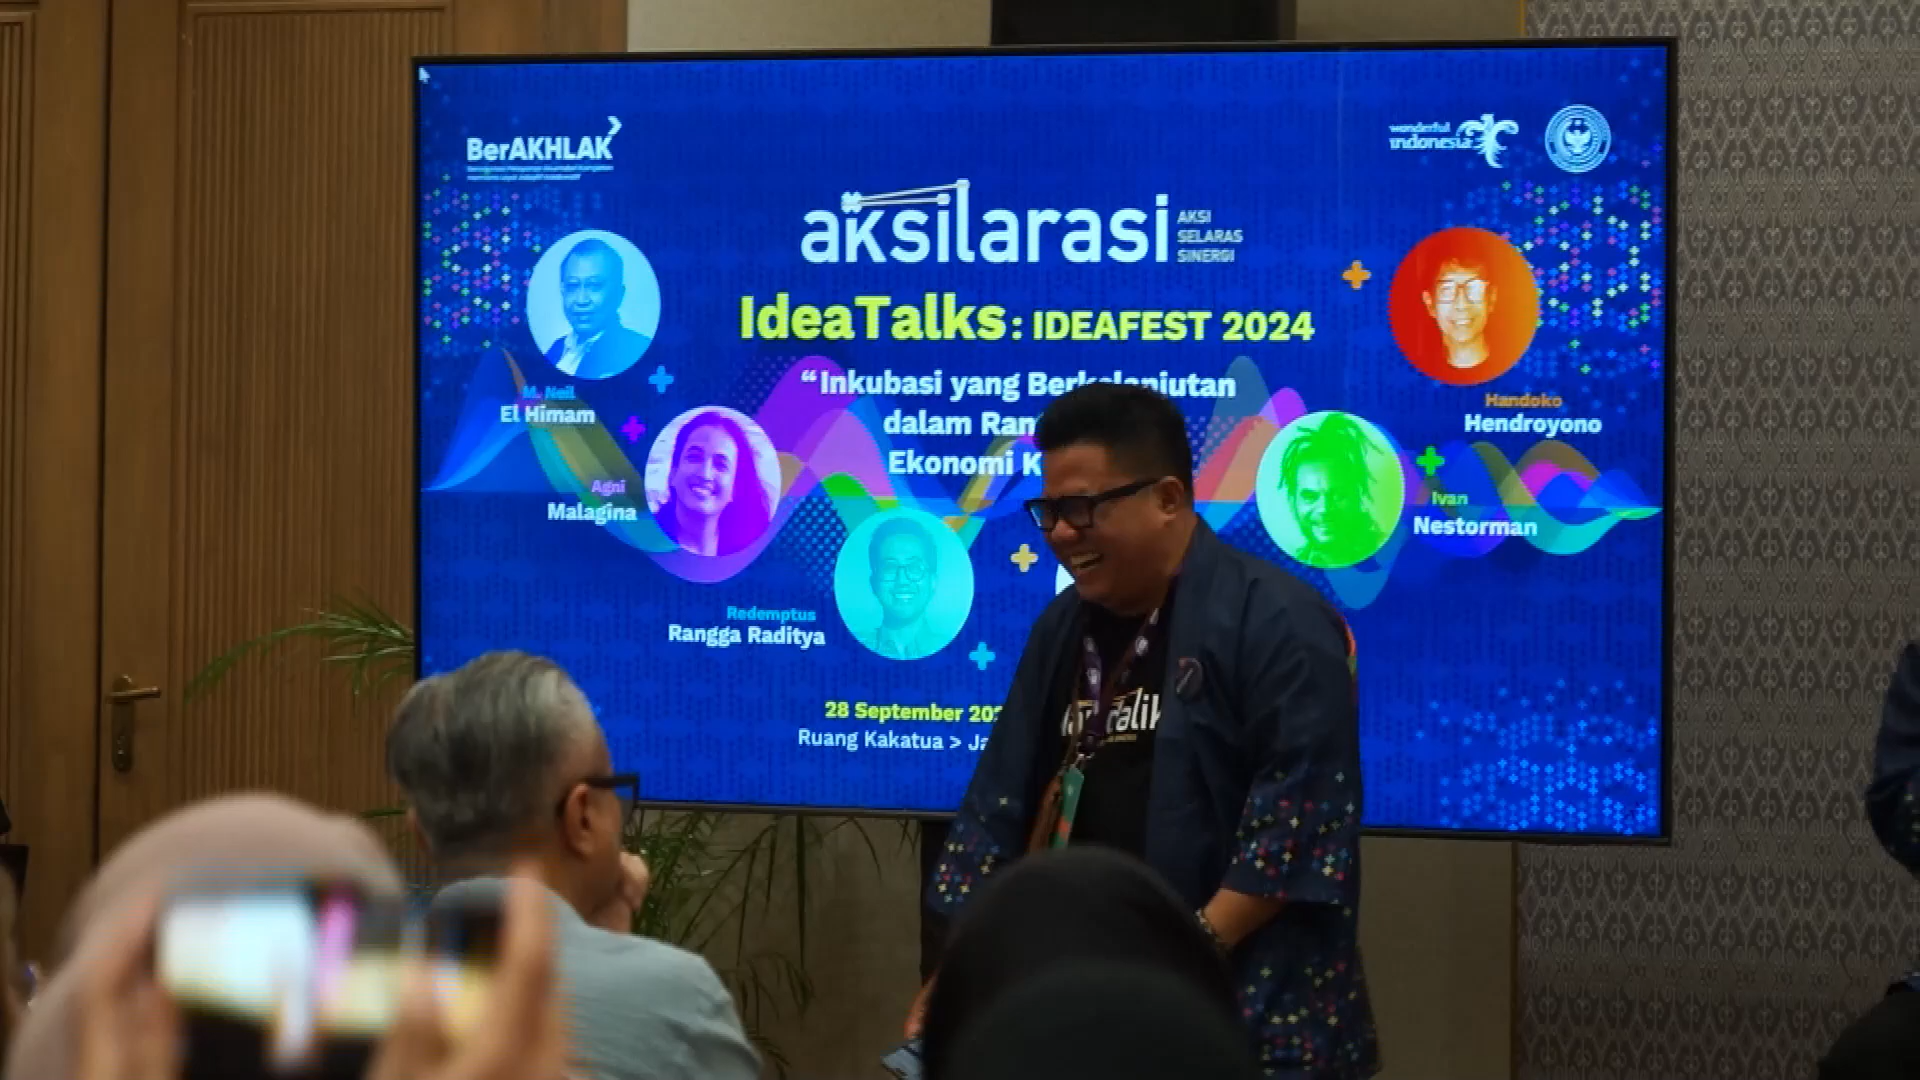 BerAKHLAK
wonderful
indonesia
aksilarasi
AKSI
SELARAS
SINERGI
IdeaTalks: IDEAFEST 2024
“Inkubasi yang Berkelanjutan
dalam Ran
Ekonomi K
M. Neil
El Himam
Agni
Malagina
Redemptus
Rangga Raditya
Handoko
Hendroyono
Ivan
Nestorman
28 September 202
Ruang Kakatua > Ja